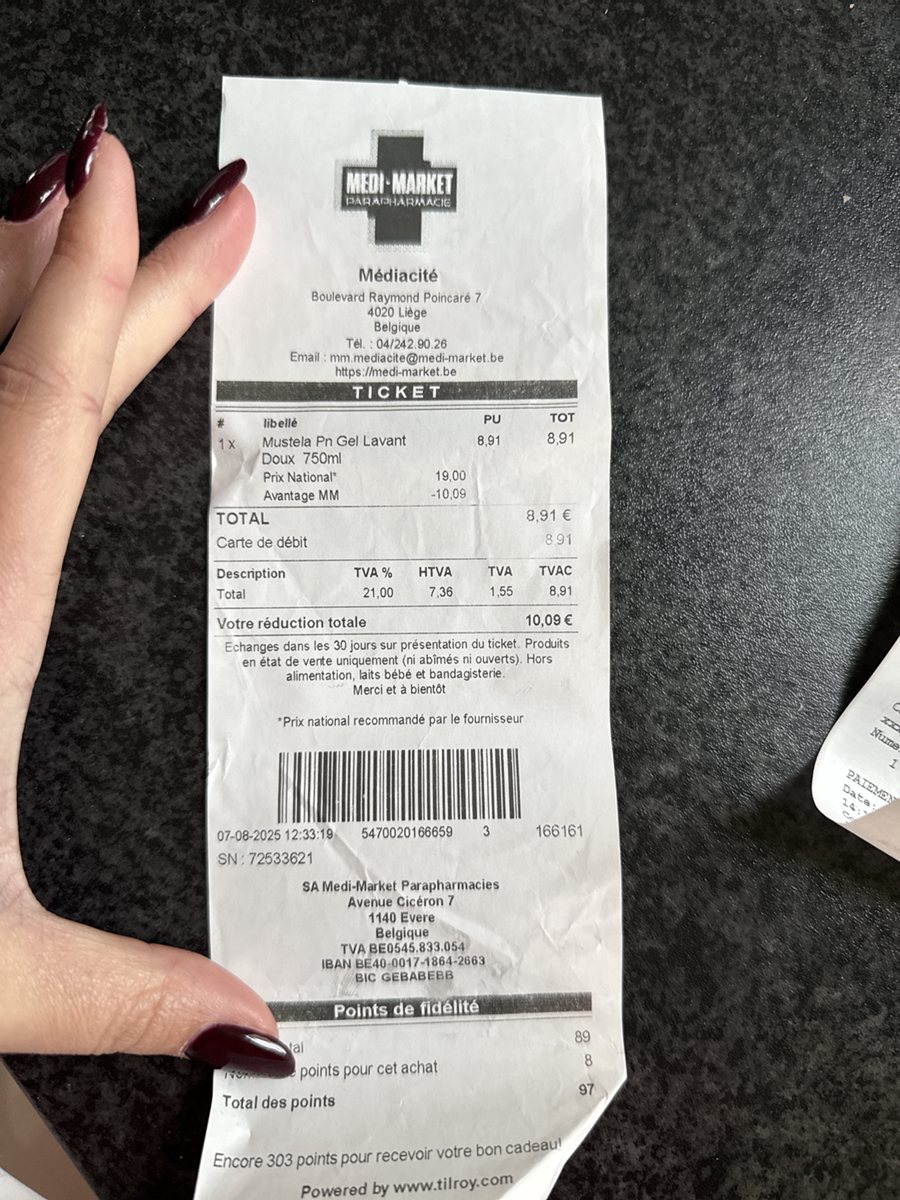 MEDI-MARKET
PARAPHARMACIE
Médiacité
Boulevard Raymond Poincaré 7
4020 Liège
Belgique
Tél. : 04/242.90.26
Email : mm.mediacite@medi-market.be
https://medi-market.be
TICKET
# libellé PU TOT
1 x Mustela Pn Gel Lavant 8,91 8,91
Doux 750ml
Prix National* 19,00
Avantage MM -10,09
TOTAL 8,91 €
Carte de débit 8,91
Description TVA % HTVA TVA TVAC
Total 21,00 7,36 1,55 8,91
Votre réduction totale 10,09 €
Echanges dans les 30 jours sur présentation du ticket. Produits
en état de vente uniquement (ni abîmés ni ouverts). Hors
alimentation, laits bébé et bandagisterie.
Merci et à bientôt
*Prix national recommandé par le fournisseur
07-08-2025 12:33:19 5470020166659 3 166161
SN : 72533621
SA Medi-Market Parapharmacies
Avenue Cicéron 7
1140 Evere
Belgique
TVA BE0545.833.054
IBAN BE40-0017-1864-2663
BIC GEBABEBB
Points de fidélité
89
points pour cet achat 8
Total des points 97
Encore 303 points pour recevoir votre bon cadeau!
Powered by www.tilroy.com
PAIEMEN
Date: